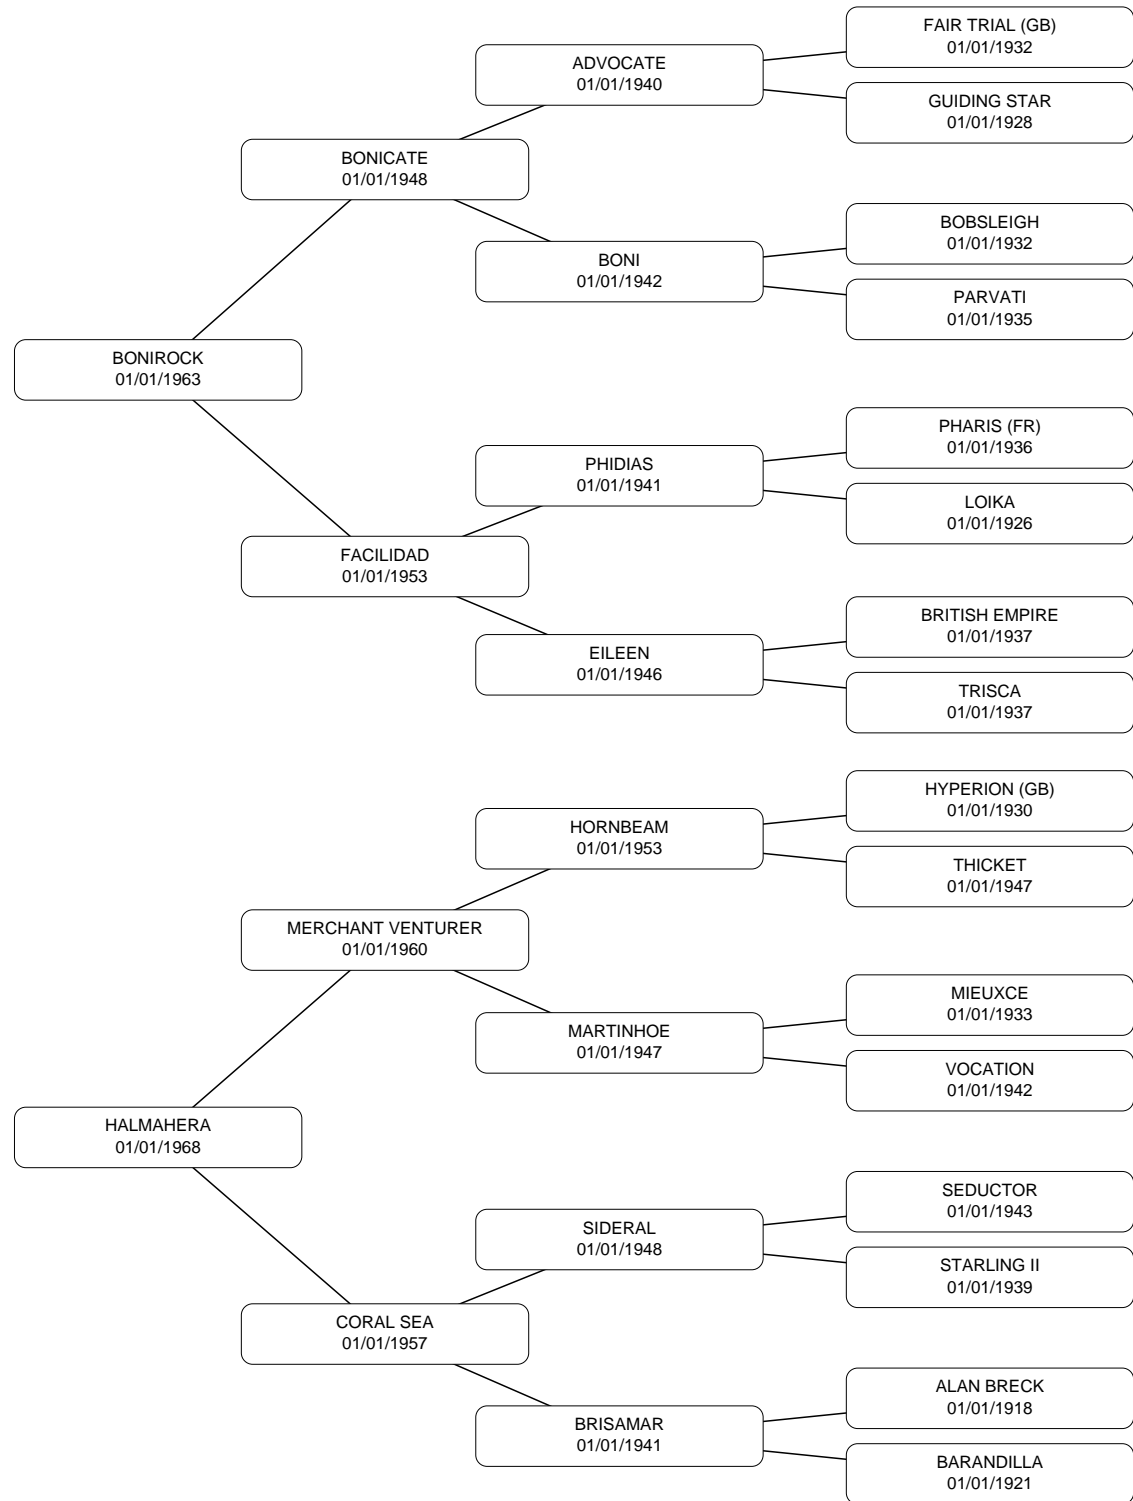 FAIR TRIAL (GB)
01/01/1932
ADVOCATE
01/01/1940
GUIDING STAR
01/01/1928
BONICATE
01/01/1948
BOBSLEIGH
01/01/1932
BONI
01/01/1942
PARVATI
01/01/1935
BONIROCK
01/01/1963
PHARIS (FR)
01/01/1936
PHIDIAS
01/01/1941
LOIKA
01/01/1926
FACILIDAD
01/01/1953
BRITISH EMPIRE
01/01/1937
EILEEN
01/01/1946
TRISCA
01/01/1937
HYPERION (GB)
01/01/1930
HORNBEAM
01/01/1953
THICKET
01/01/1947
MERCHANT VENTURER
01/01/1960
MIEUXCE
01/01/1933
MARTINHOE
01/01/1947
VOCATION
01/01/1942
HALMAHERA
01/01/1968
SEDUCTOR
01/01/1943
SIDERAL
01/01/1948
STARLING II
01/01/1939
CORAL SEA
01/01/1957
ALAN BRECK
01/01/1918
BRISAMAR
01/01/1941
BARANDILLA
01/01/1921